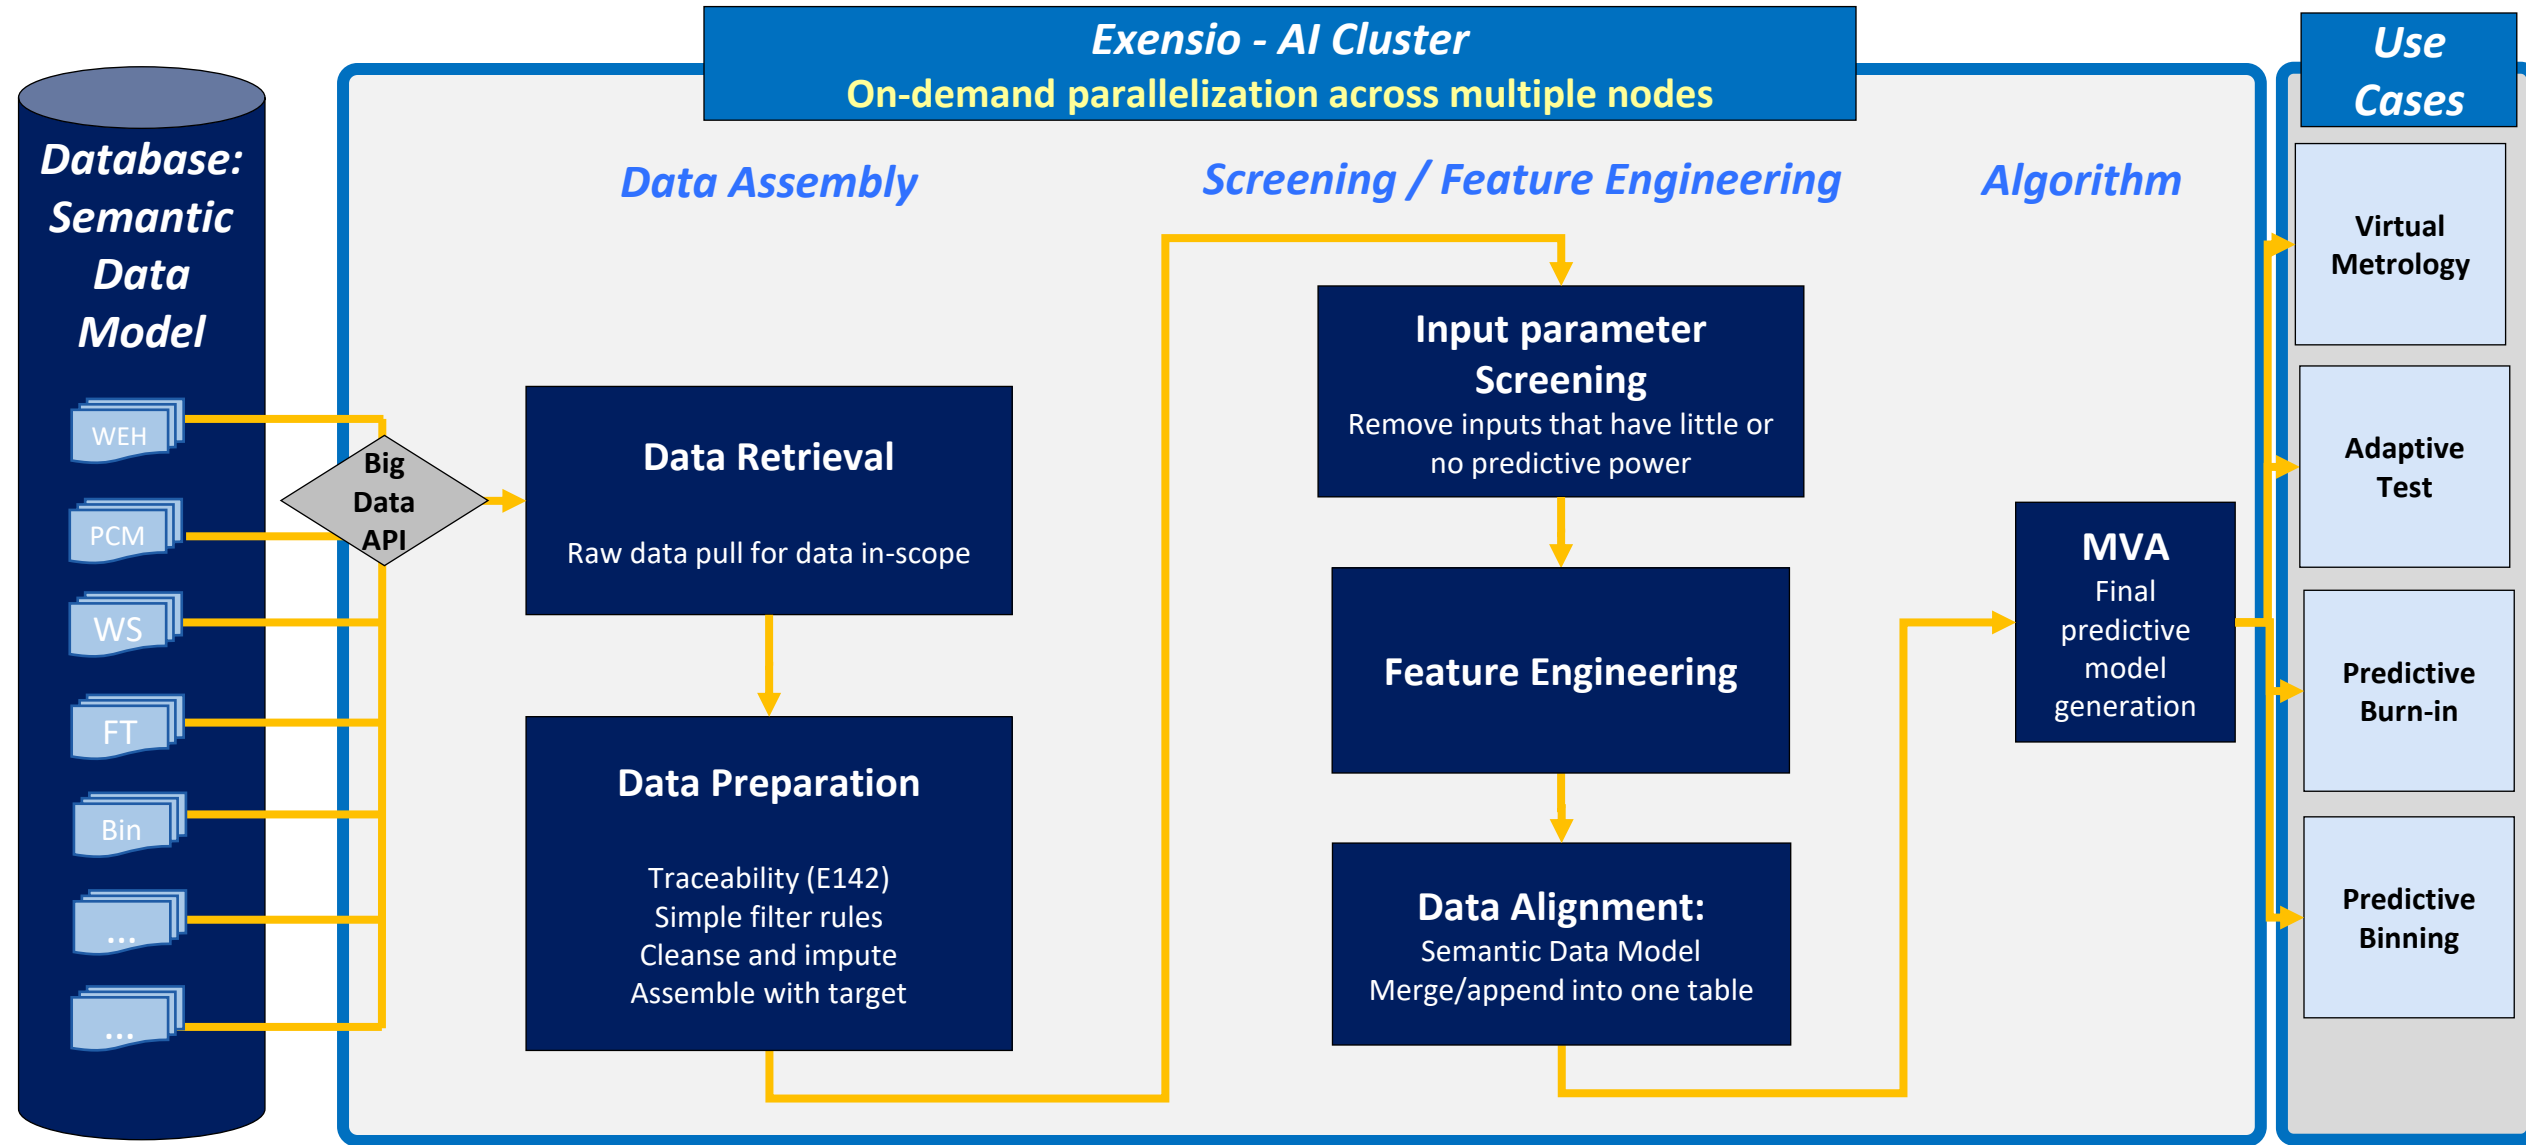 Exensio - AI Cluster
On-demand parallelization across multiple nodes
Use
Cases
Database:
Semantic
Data
Model
WEH
PCM
WS
FT
Bin
...
...
Big
Data
API
Data Assembly
Data Retrieval
Raw data pull for data in-scope
Data Preparation
Traceability (E142)
Simple filter rules
Cleanse and impute
Assemble with target
Screening / Feature Engineering
Input parameter
Screening
Remove inputs that have little or
no predictive power
Feature Engineering
Data Alignment:
Semantic Data Model
Merge/append into one table
Algorithm
MVA
Final
predictive
model
generation
Virtual
Metrology
Adaptive
Test
Predictive
Burn-in
Predictive
Binning